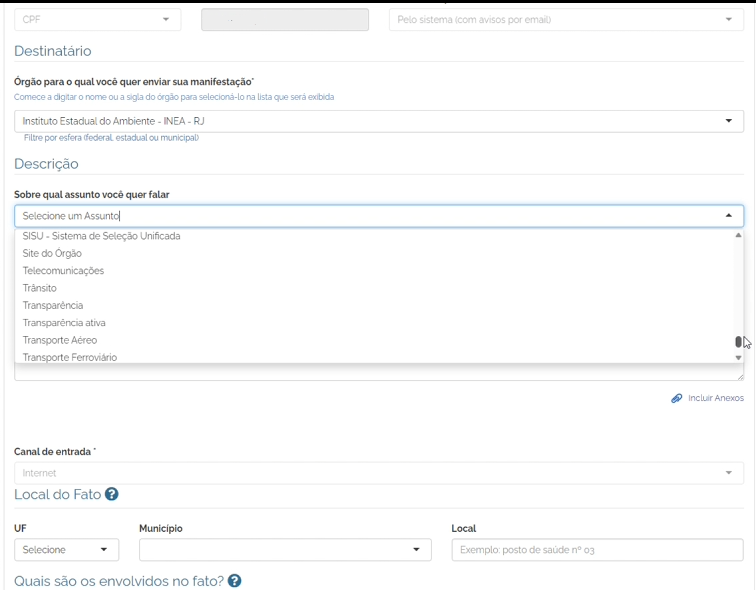 CPF
Pelo sistema (com avisos por email)
Destinatário
Órgão para o qual você quer enviar sua manifestação*
Comece a digitar o nome ou a sigla do órgão para selecioná-lo na lista que será exibida
Instituto Estadual do Ambiente - INEA - RJ
Filtre por esfera (federal, estadual ou municipal)
Descrição
Sobre qual assunto você quer falar
Selecione um Assunto
SISU - Sistema de Seleção Unificada
Site do Órgão
Telecomunicações
Trânsito
Transparência
Transparência ativa
Transporte Aéreo
Transporte Ferroviário
Incluir Anexos
Canal de entrada *
Internet
Local do Fato ?
UF Município Local
Selecione Exemplo: posto de saúde nº 03
Quais são os envolvidos no fato? ?